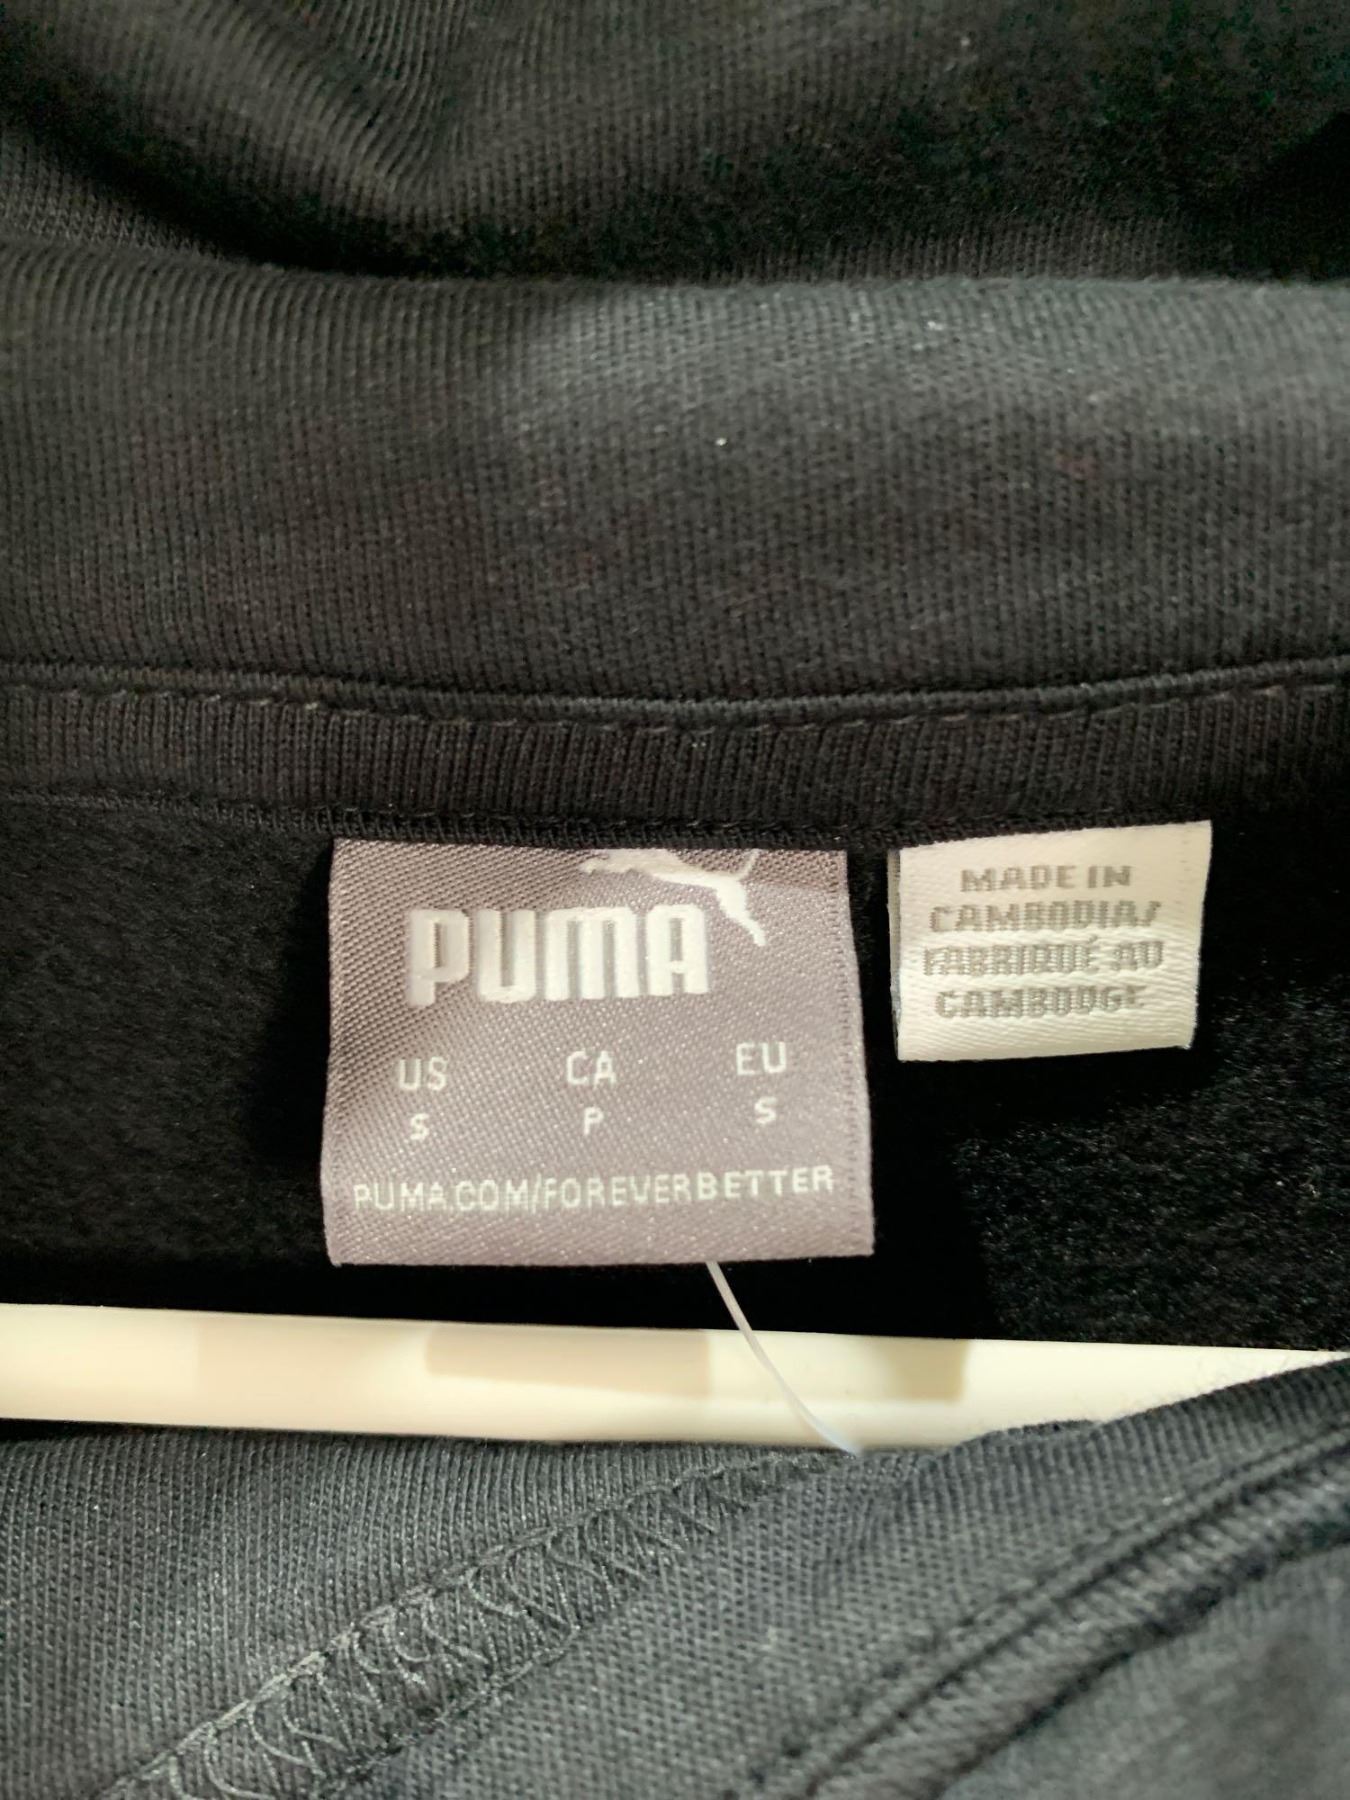 PUMA
US CA EU
S P S
PUMA.COM/FOREVERBETTER
MADE IN
CAMBODIA/
FABRIQUÉ AU
CAMBODGE